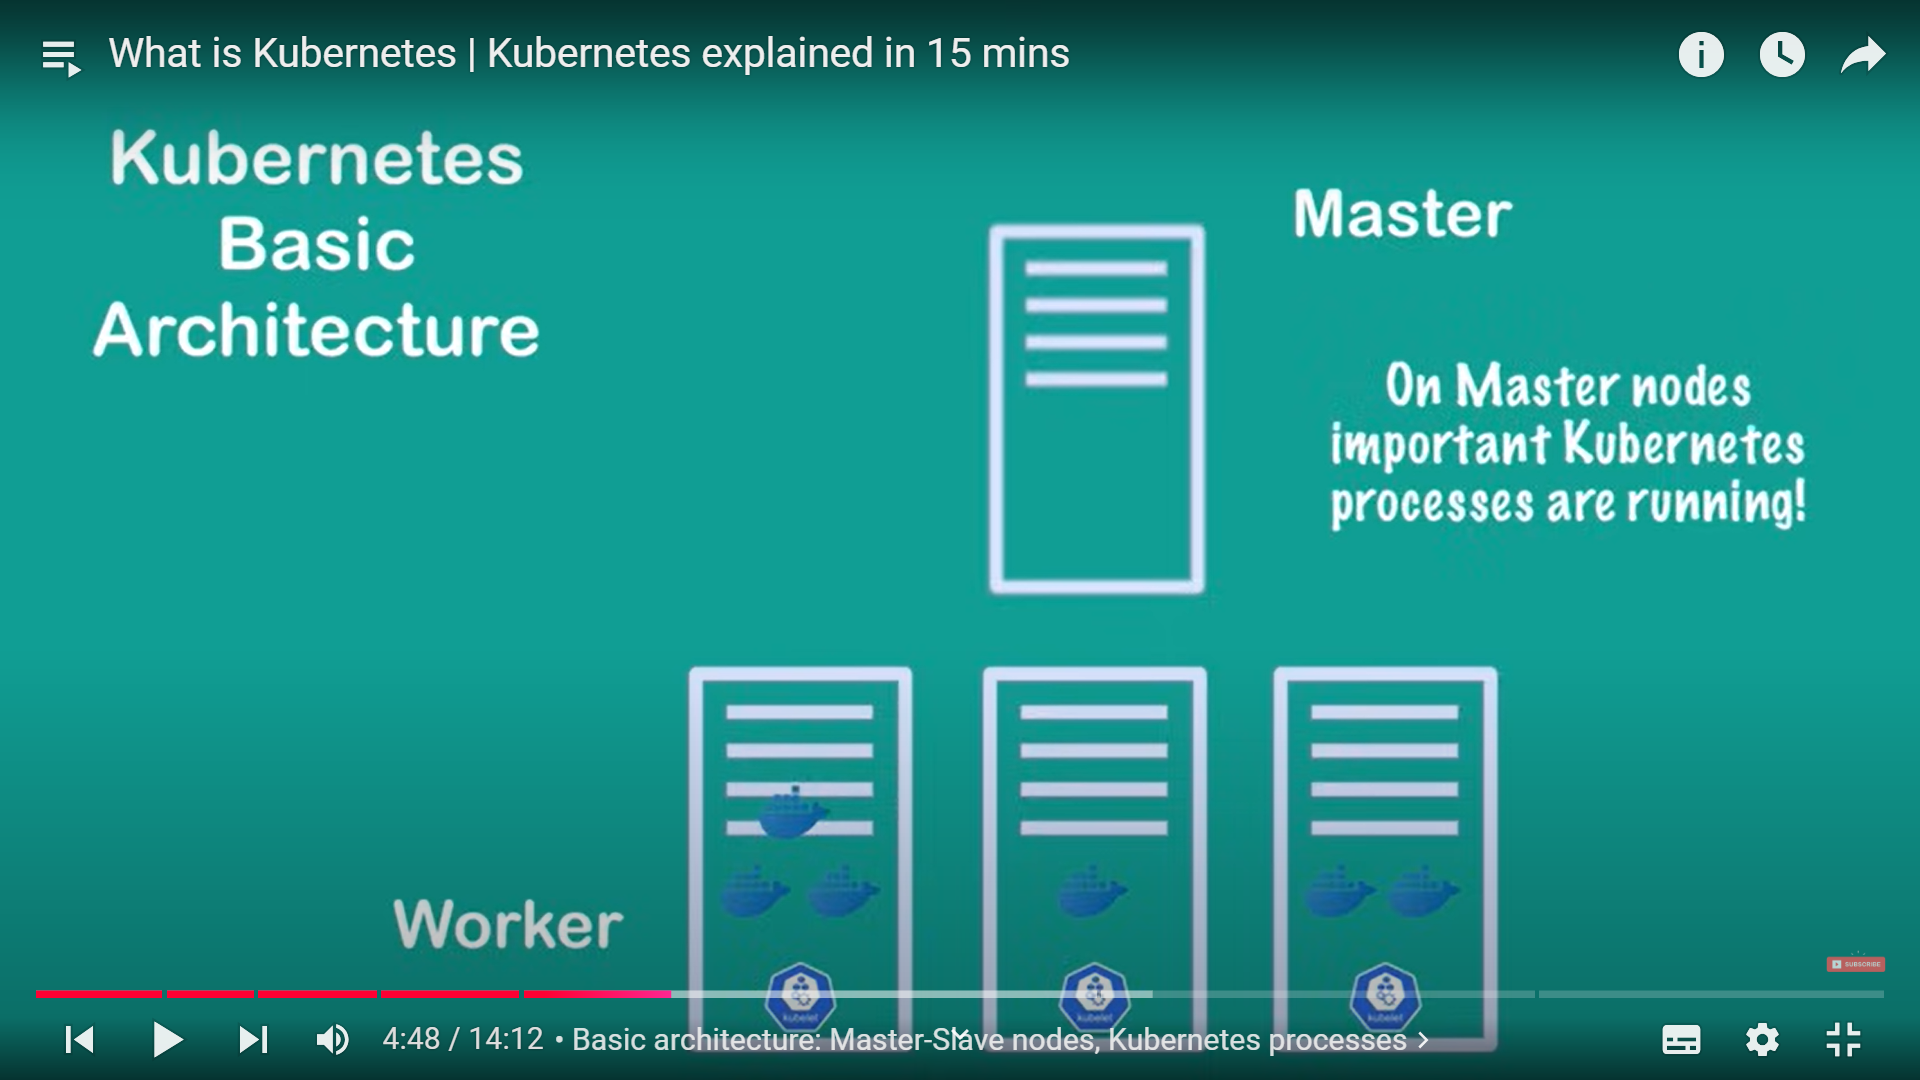 What is Kubernetes | Kubernetes explained in 15 mins
Kubernetes
Basic
Architecture
Master
On Master nodes
important Kubernetes
processes are running!
Worker
kubelet
kubelet
kubelet
SUBSCRIBE
4:48 / 14:12 • Basic architecture: Master-Slave nodes, Kubernetes processes